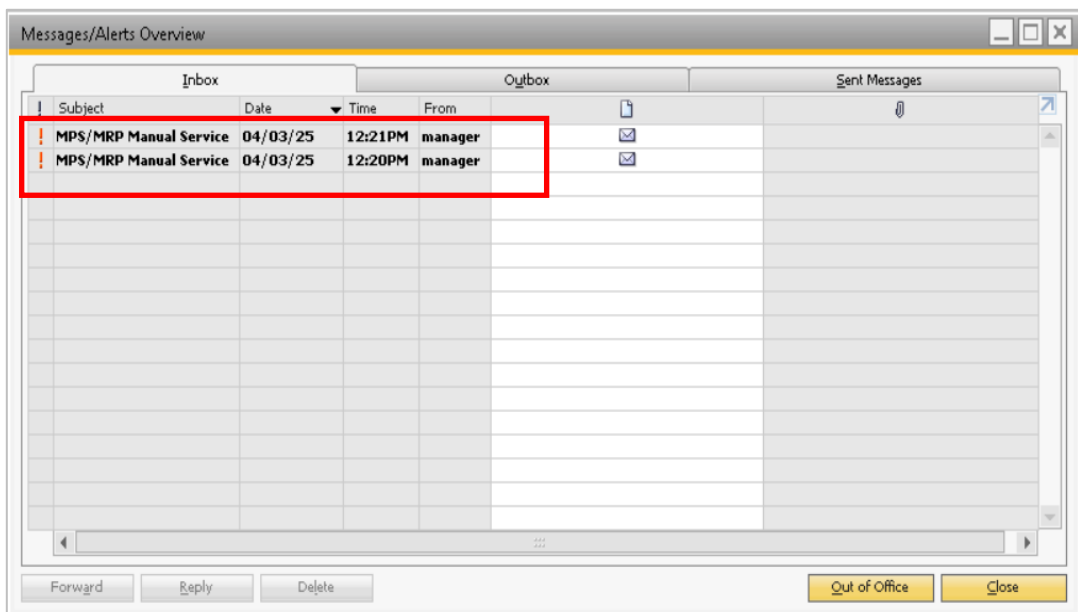 Messages/Alerts Overview
Inbox Outbox Sent Messages
! Subject Date Time From
! MPS/MRP Manual Service 04/03/25 12:21PM manager
! MPS/MRP Manual Service 04/03/25 12:20PM manager
Forward Reply Delete Out of Office Close